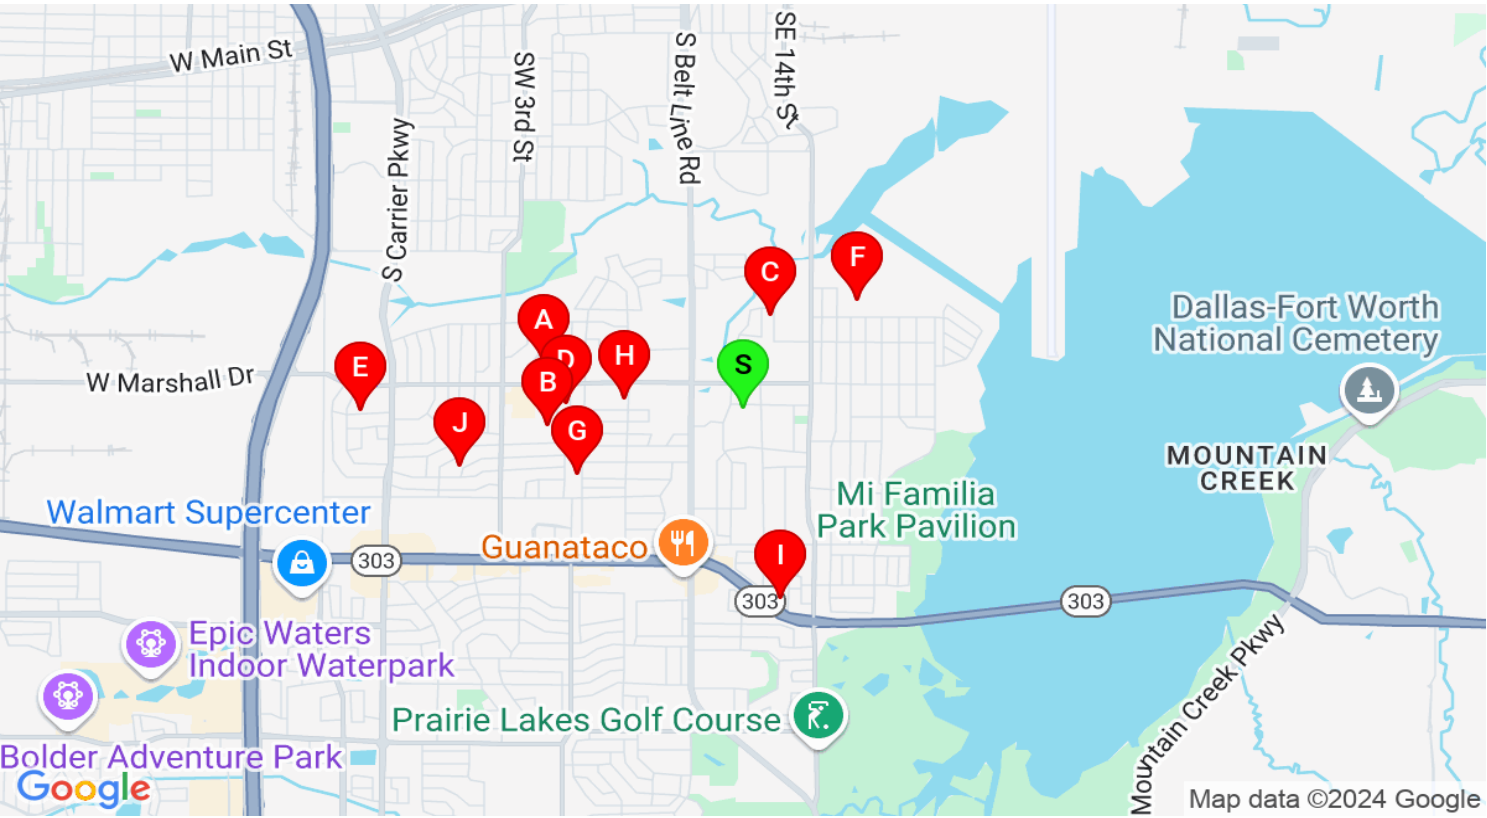 W Main St
SW 3rd St
S Belt Line Rd
SE 14th St
S Carrier Pkwy
F
C
A
D
H
S
E
B
W Marshall Dr
J
G
Dallas-Fort Worth
National Cemetery
MOUNTAIN
CREEK
Mi Familia
Park Pavilion
Walmart Supercenter
Guanataco
I
303
303
303
Epic Waters
Indoor Waterpark
Mountain Creek Pkwy
Prairie Lakes Golf Course
Bolder Adventure Park
Google
Map data ©2024 Google